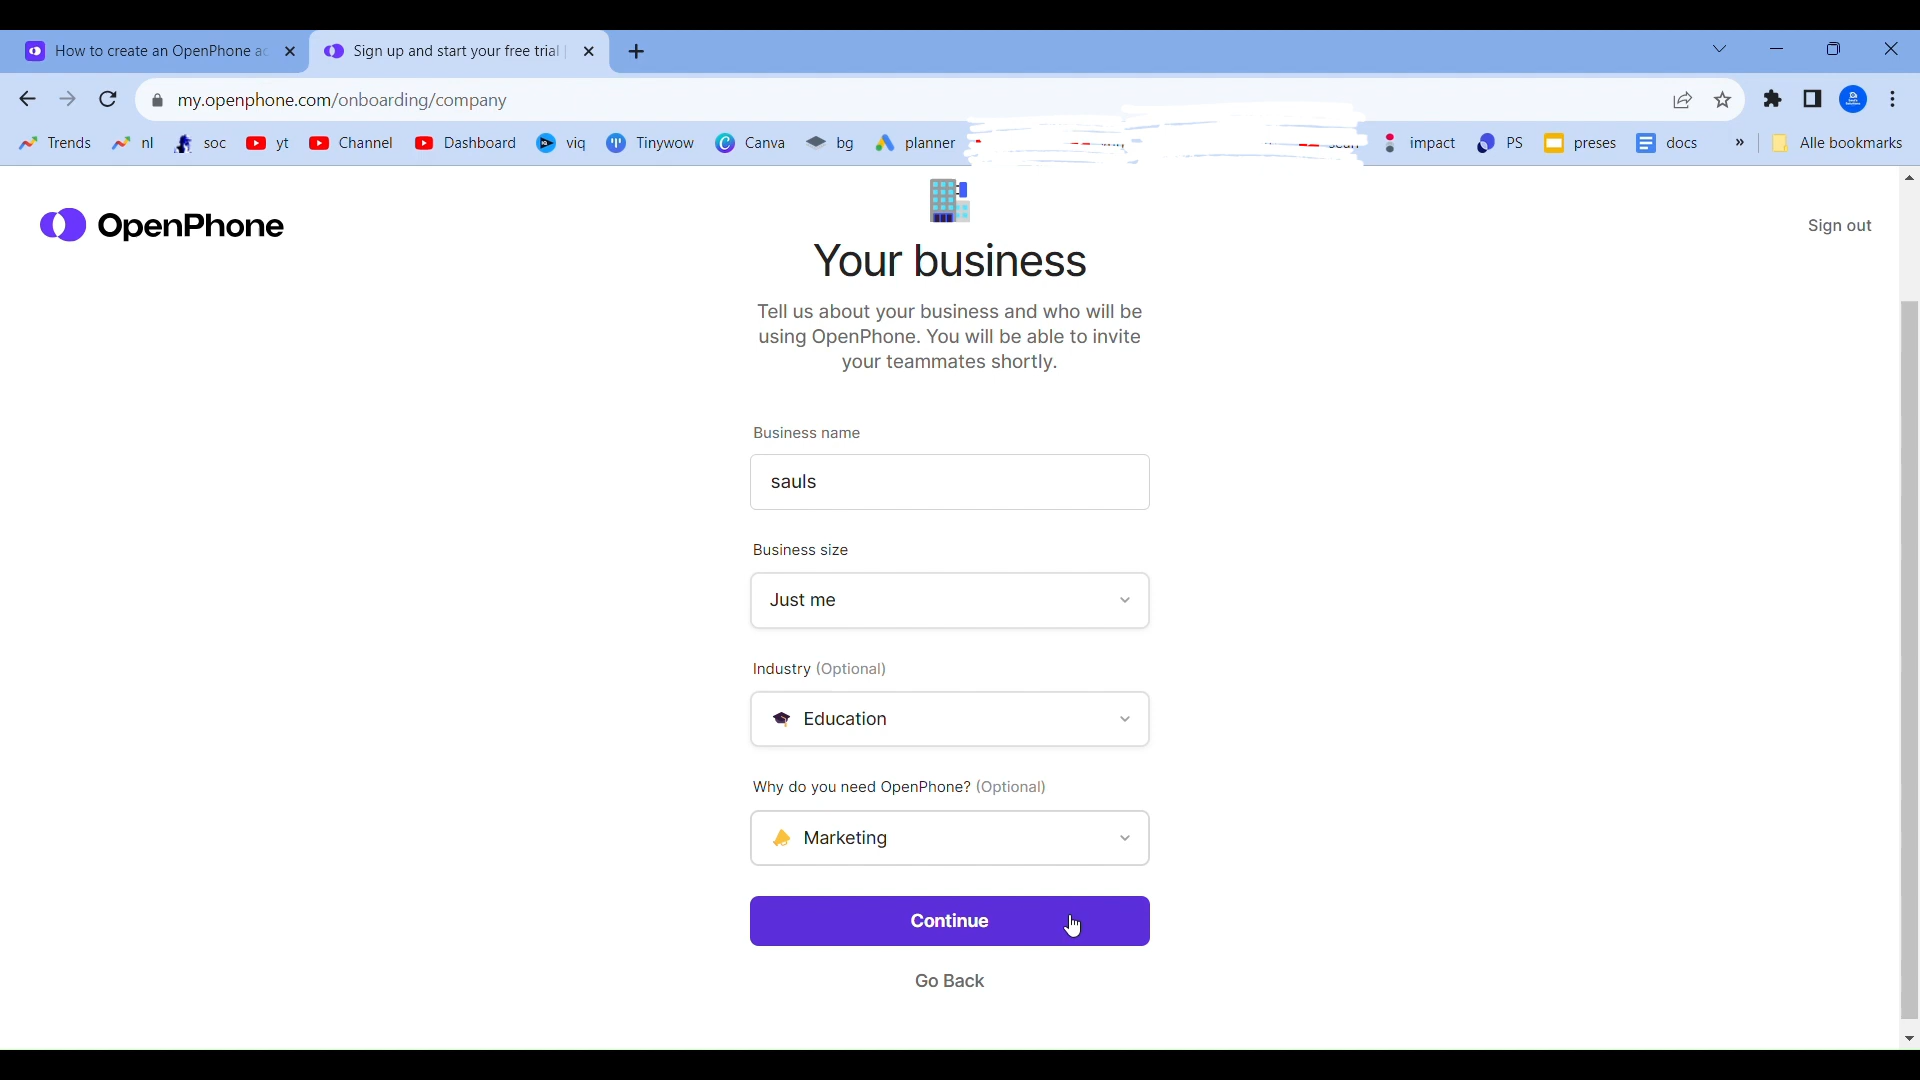 How to create an OpenPhone ac
Sign up and start your free trial |
my.openphone.com/onboarding/company
Trends nl soc yt Channel Dashboard viq Tinywow Canva bg planner impact PS preses docs » Alle bookmarks
OpenPhone
Sign out
Your business
Tell us about your business and who will be
using OpenPhone. You will be able to invite
your teammates shortly.
Business name
sauls
Business size
Just me
Industry (Optional)
Education
Why do you need OpenPhone? (Optional)
Marketing
Continue
Go Back